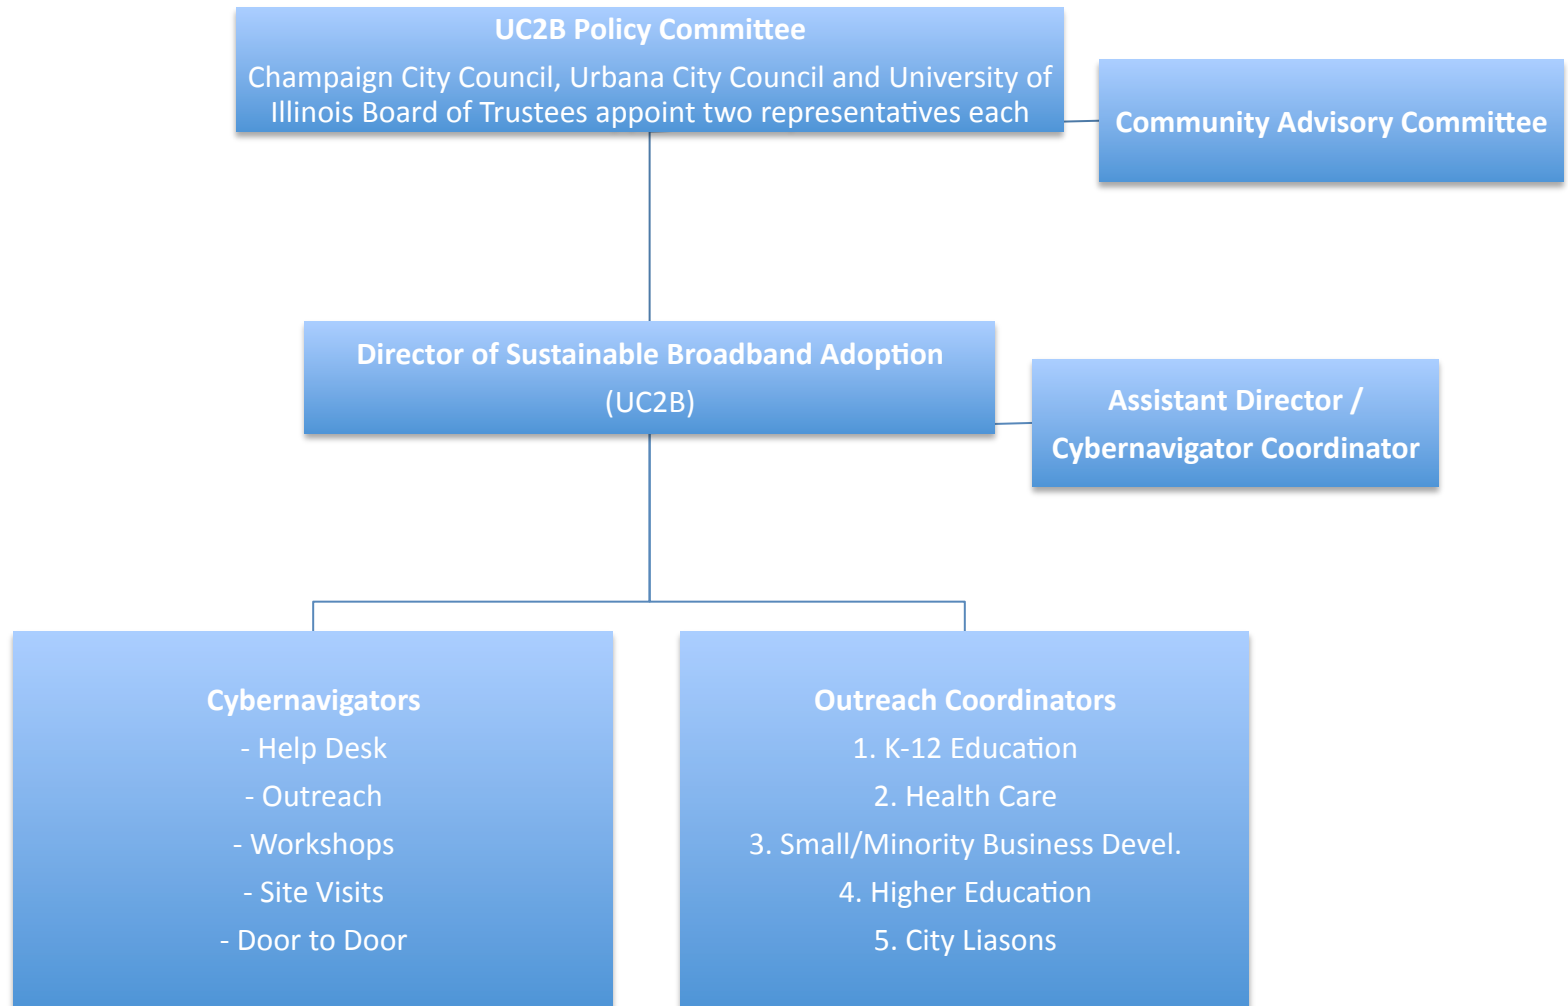 UC2B Policy Committee
Champaign City Council, Urbana City Council and University of
Illinois Board of Trustees appoint two representatives each
Community Advisory Committee
Director of Sustainable Broadband Adoption
(UC2B)
Assistant Director /
Cybernavigator Coordinator
Cybernavigators
- Help Desk
- Outreach
- Workshops
- Site Visits
- Door to Door
Outreach Coordinators
1. K-12 Education
2. Health Care
3. Small/Minority Business Devel.
4. Higher Education
5. City Liasons